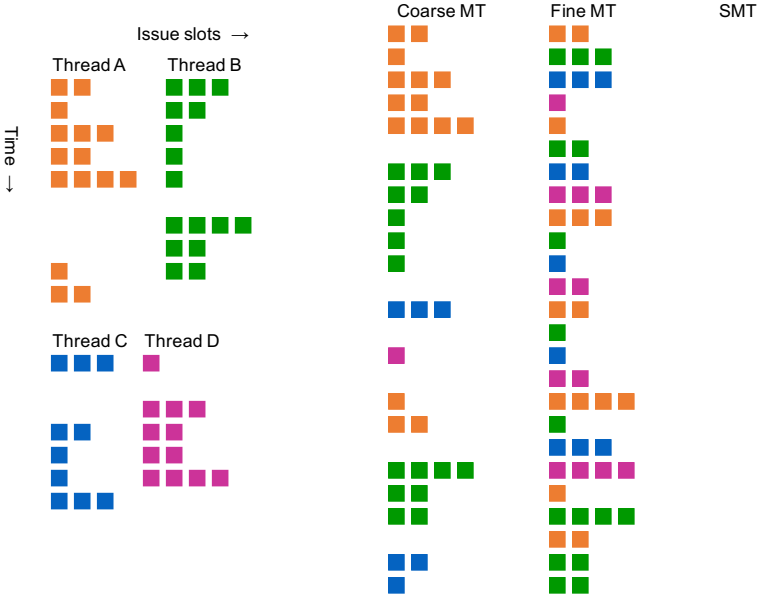 Coarse MT Fine MT SMT
Issue slots →
Thread A Thread B
Time →
Thread C Thread D